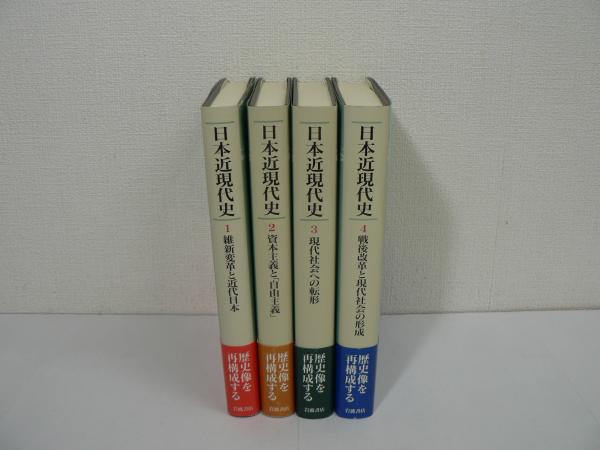 日本近現代史
1
維新変革と近代日本
歴史像を
再構成する
岩波書店
日本近現代史
2
資本主義と「自由主義」
歴史像を
再構成する
岩波書店
日本近現代史
3
現代社会への転形
歴史像を
再構成する
岩波書店
日本近現代史
4
戦後改革と現代社会の形成
歴史像を
再構成する
岩波書店